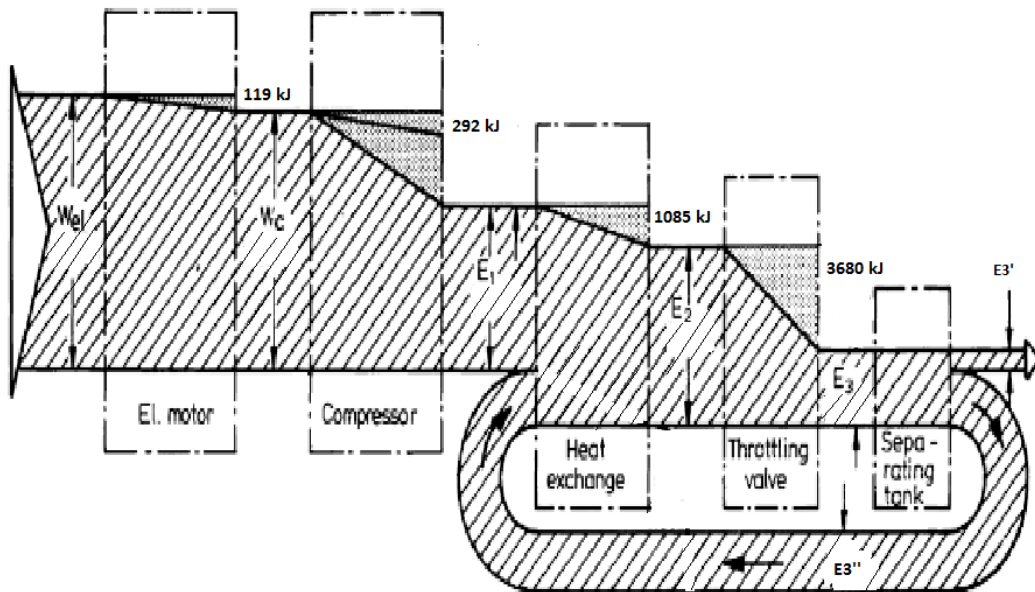 119 kJ
292 kJ
1085 kJ
3680 kJ
E3'
Wel
Wc
E1
E2
E3
El. motor
Compressor
Heat
exchange
Throttling
valve
Sepa-
rating
tank
E3''